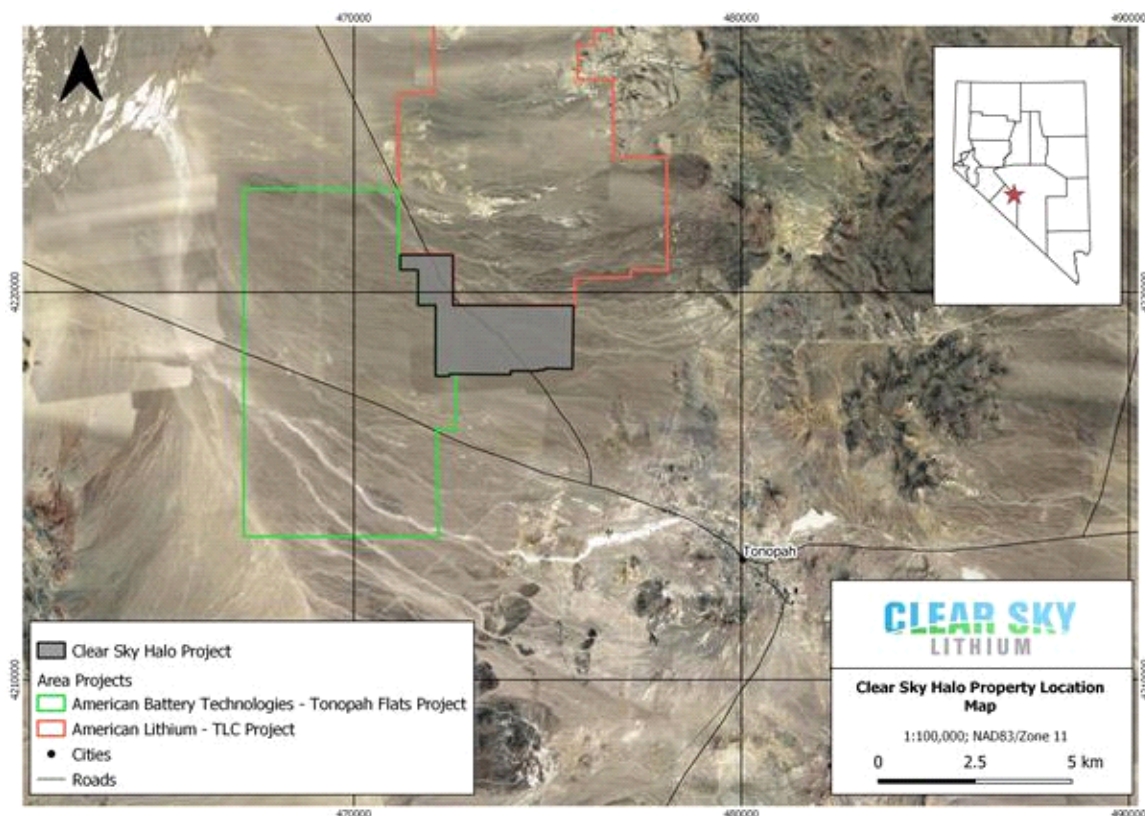 470000
480000
490000
4220000
4220000
Tonopah
Clear Sky Halo Project
Area Projects
American Battery Technologies - Tonopah Flats Project
American Lithium - TLC Project
Cities
Roads
CLEAR SKY
LITHIUM
Clear Sky Halo Property Location
Map
1:100,000; NAD83/Zone 11
0 2.5 5 km
4210000
4210000
470000
480000
490000